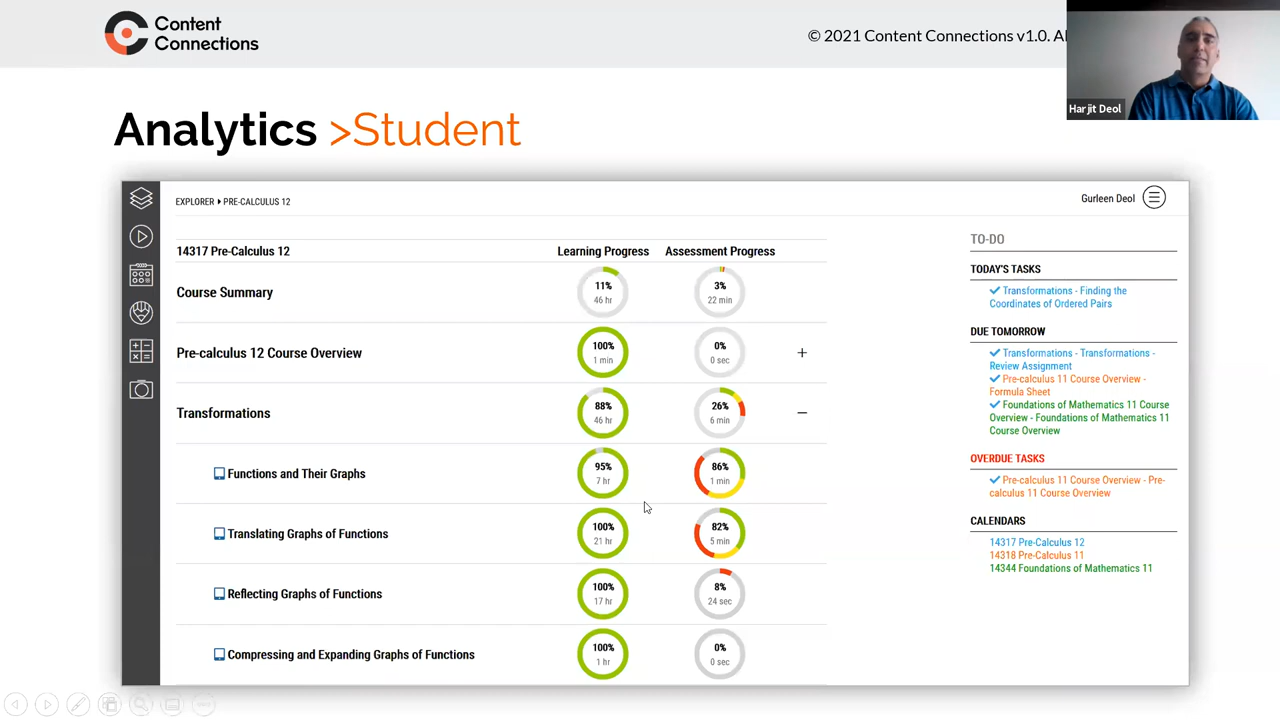 Content
Connections
© 2021 Content Connections v1.0.
Harjit Deol
Analytics >Student
EXPLORER PRE-CALCULUS 12
Gurleen Deol
14317 Pre-Calculus 12 Learning Progress Assessment Progress
Course Summary 11% 46 hr 3% 22 min
Pre-calculus 12 Course Overview 100% 1 min 0% 0 sec +
Transformations 88% 46 hr 26% 6 min −
Functions and Their Graphs 95% 7 hr 86% 1 min
Translating Graphs of Functions 100% 21 hr 82% 5 min
Reflecting Graphs of Functions 100% 17 hr 8% 24 sec
Compressing and Expanding Graphs of Functions 100% 1 hr 0% 0 sec
TO-DO
TODAY'S TASKS
Transformations - Finding the
Coordinates of Ordered Pairs
DUE TOMORROW
Transformations - Transformations -
Review Assignment
Pre-calculus 11 Course Overview -
Formula Sheet
Foundations of Mathematics 11 Course
Overview - Foundations of Mathematics 11
Course Overview
OVERDUE TASKS
Pre-calculus 11 Course Overview - Pre-
calculus 11 Course Overview
CALENDARS
14317 Pre-Calculus 12
14318 Pre-Calculus 11
14344 Foundations of Mathematics 11